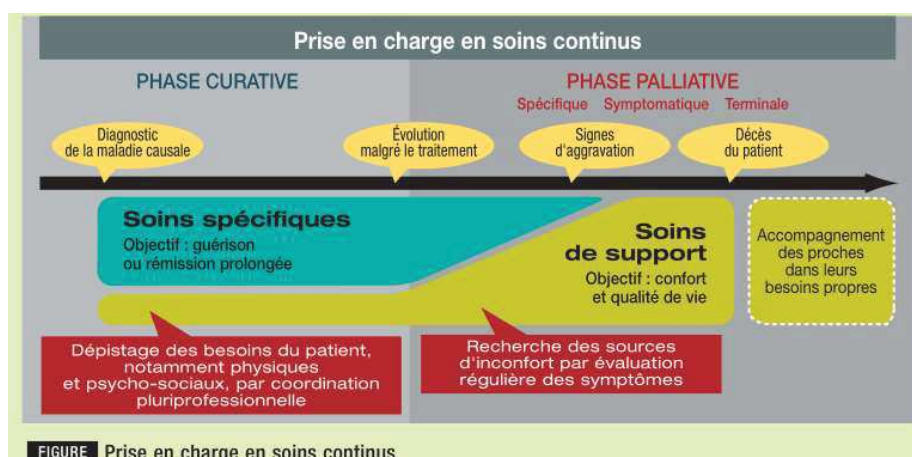 Prise en charge en soins continus
PHASE CURATIVE
PHASE PALLIATIVE
Spécifique Symptomatique Terminale
Diagnostic
de la maladie causale
Évolution
malgré le traitement
Signes
d'aggravation
Décès
du patient
Soins spécifiques
Objectif : guérison
ou rémission prolongée
Soins
de support
Objectif : confort
et qualité de vie
Accompagnement
des proches
dans leurs
besoins propres
Dépistage des besoins du patient,
notamment physiques
et psycho-sociaux, par coordination
pluriprofessionnelle
Recherche des sources
d'inconfort par évaluation
régulière des symptômes
FIGURE Prise en charge en soins continus